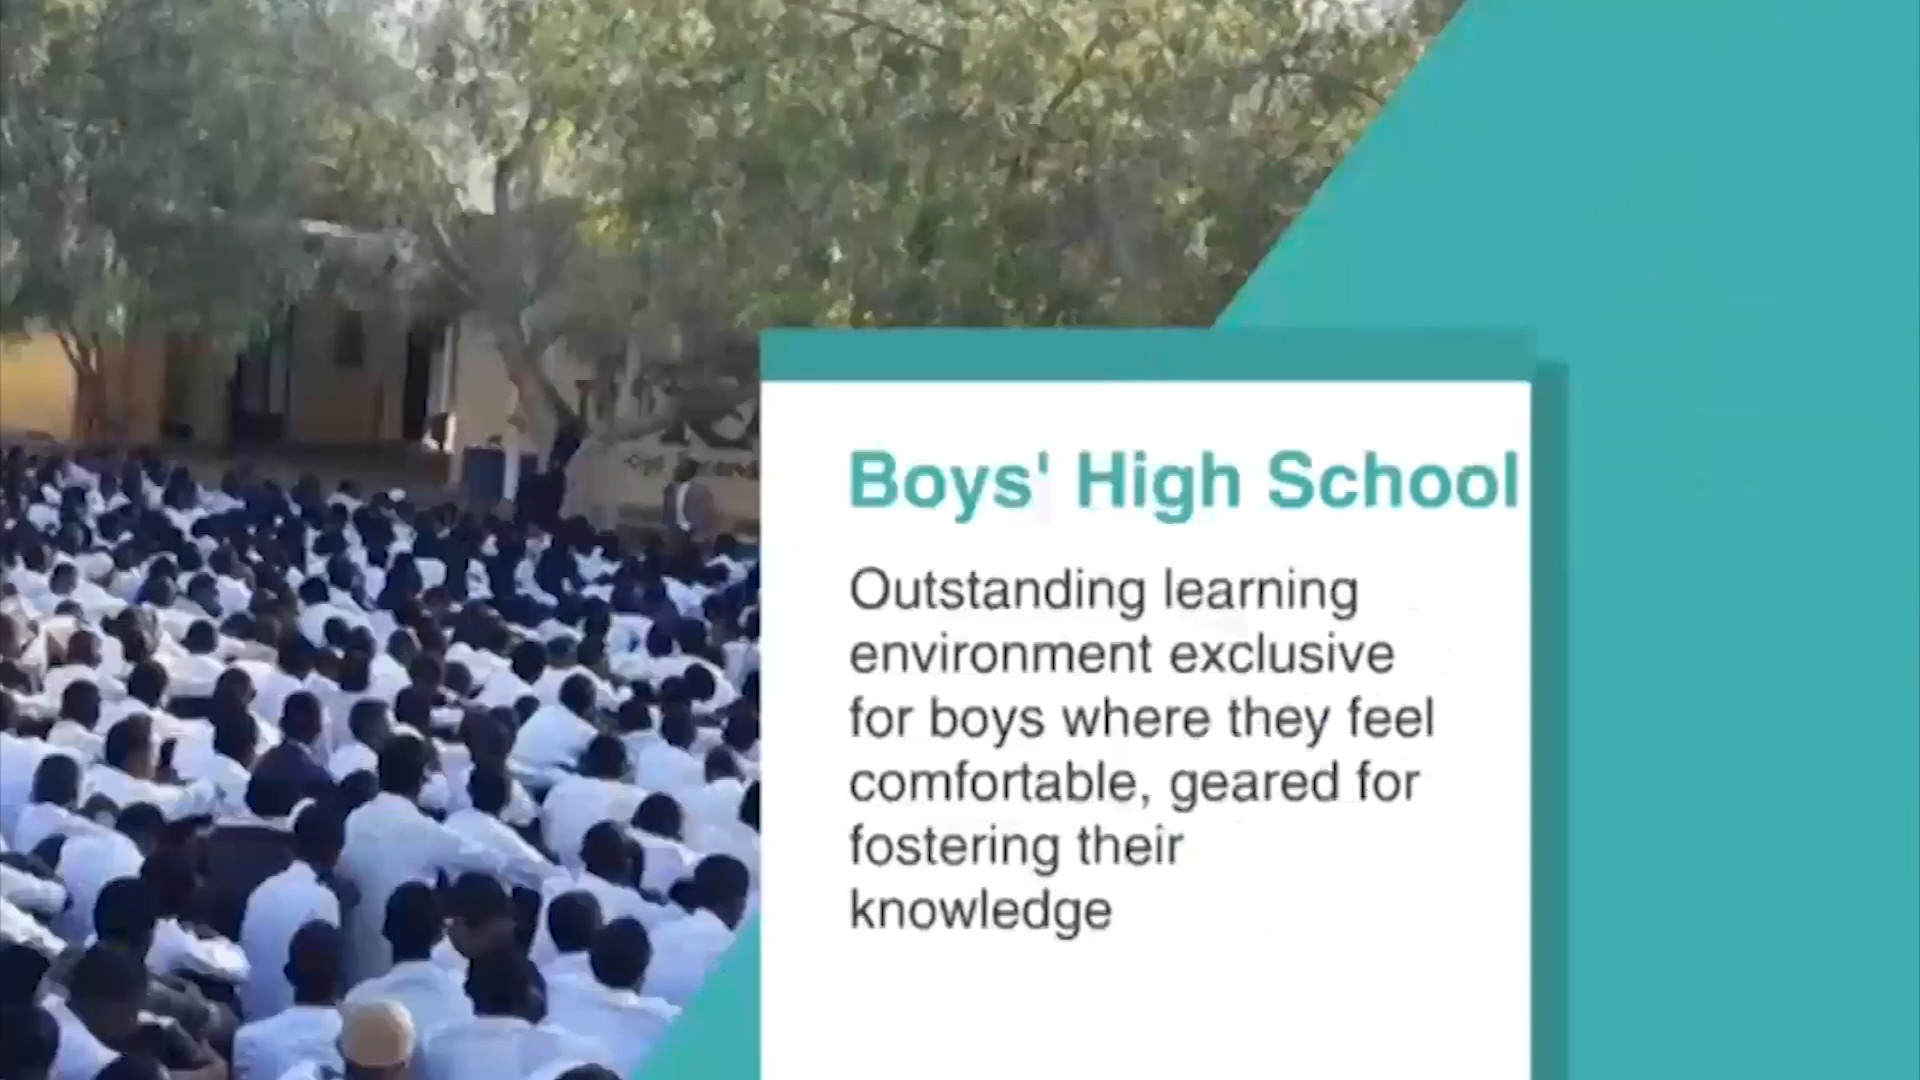 Boys' High School
Outstanding learning
environment exclusive
for boys where they feel
comfortable, geared for
fostering their
knowledge